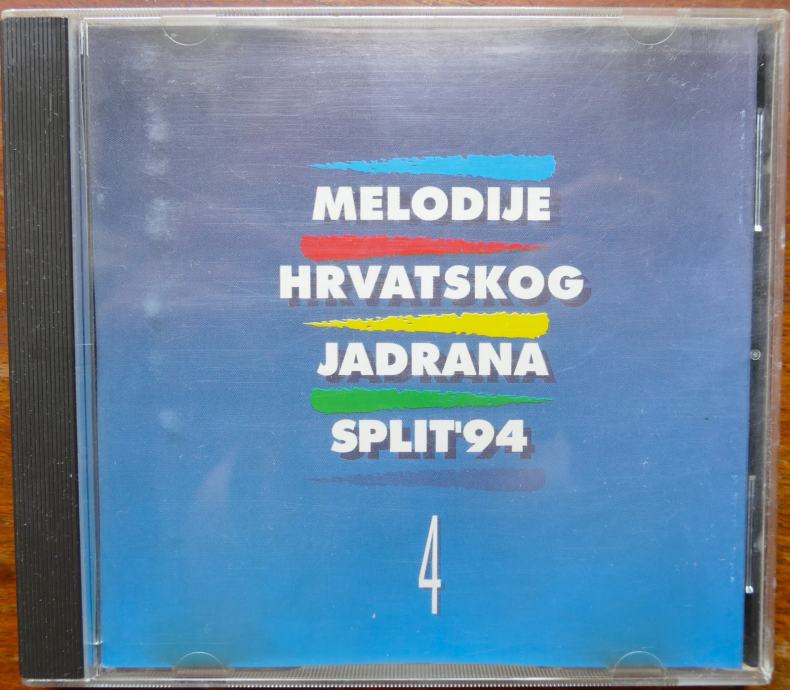 MELODIJE
HRVATSKOG
JADRANA
SPLIT'94
4